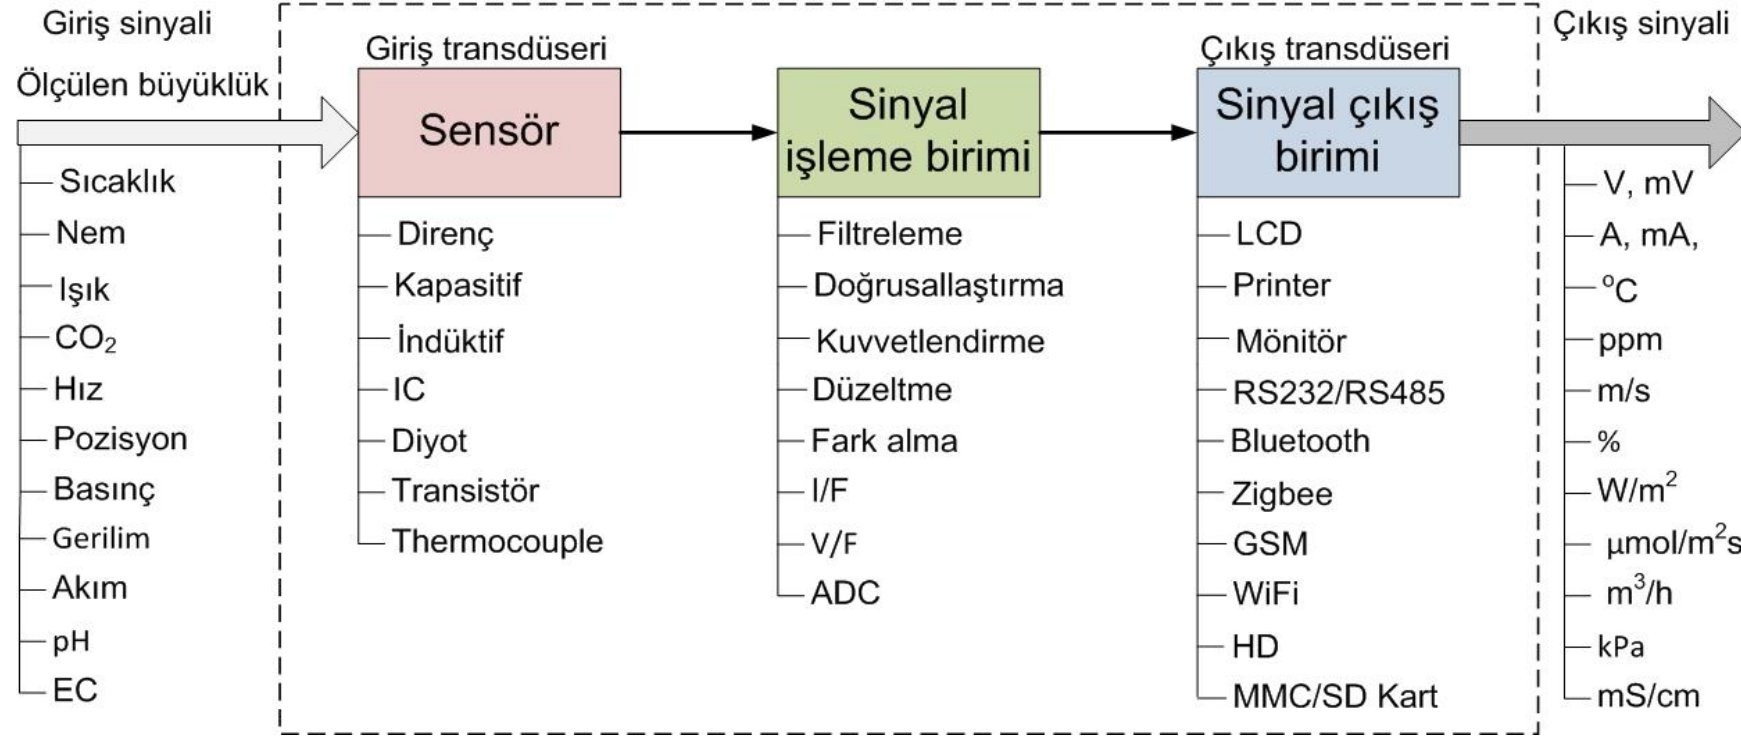 Giriş sinyali
Ölçülen büyüklük
Sıcaklık
Nem
Işık
CO₂
Hız
Pozisyon
Basınç
Gerilim
Akım
pH
EC
Giriş transdüseri
Sensör
Direnç
Kapasitif
İndüktif
IC
Diyot
Transistör
Thermocouple
Sinyal
işleme birimi
Filtreleme
Doğrusallaştırma
Kuvvetlendirme
Düzeltme
Fark alma
I/F
V/F
ADC
Çıkış transdüseri
Sinyal çıkış
birimi
LCD
Printer
Mönitör
RS232/RS485
Bluetooth
Zigbee
GSM
WiFi
HD
MMC/SD Kart
Çıkış sinyali
V, mV
A, mA,
°C
ppm
m/s
%
W/m²
µmol/m²s
m³/h
kPa
mS/cm